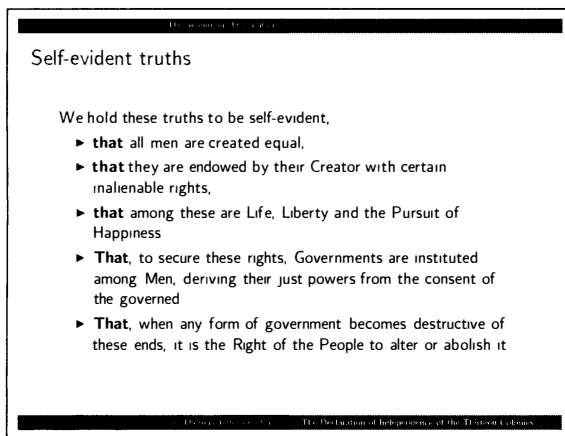 Self-evident truths
We hold these truths to be self-evident,
► that all men are created equal,
► that they are endowed by their Creator with certain
inalienable rights,
► that among these are Life, Liberty and the Pursuit of
Happiness
► That, to secure these rights, Governments are instituted
among Men, deriving their just powers from the consent of
the governed
► That, when any form of government becomes destructive of
these ends, it is the Right of the People to alter or abolish it
The Declaration of Independence of the Thirteen Colonies